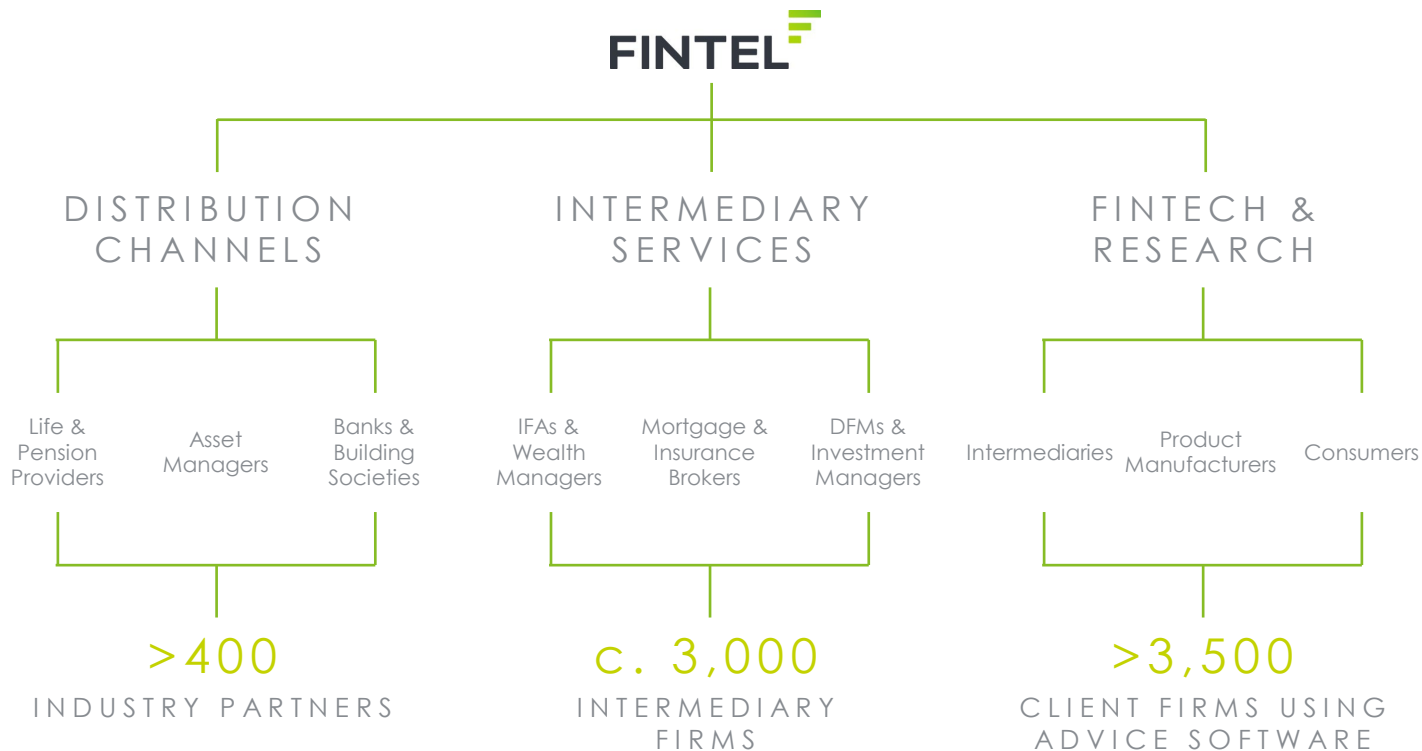 FINTEL
DISTRIBUTION
CHANNELS
INTERMEDIARY
SERVICES
FINTECH &
RESEARCH
Life &
Pension
Providers
Asset
Managers
Banks &
Building
Societies
IFAs &
Wealth
Managers
Mortgage &
Insurance
Brokers
DFMs &
Investment
Managers
Intermediaries
Product
Manufacturers
Consumers
>400
INDUSTRY PARTNERS
c. 3,000
INTERMEDIARY
FIRMS
>3,500
CLIENT FIRMS USING
ADVICE SOFTWARE